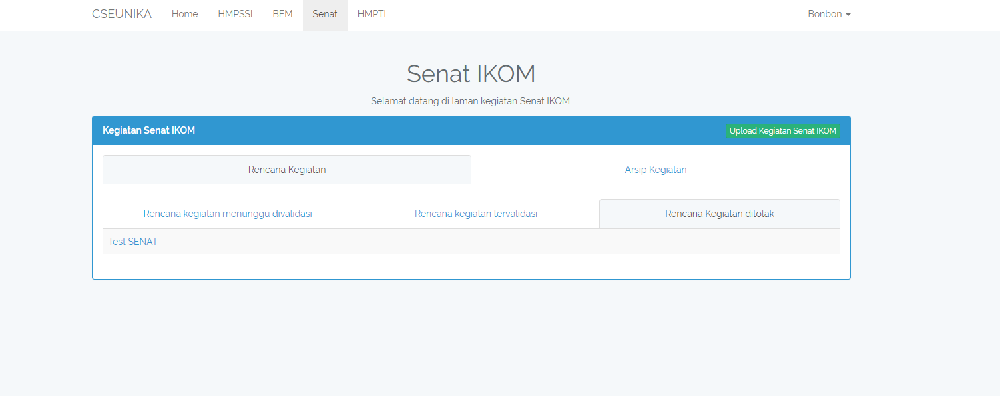 CSEUNIKA Home HMPSSI BEM Senat HMPTI Bonbon
Senat IKOM
Selamat datang di laman kegiatan Senat IKOM.
Kegiatan Senat IKOM Upload Kegiatan Senat IKOM
Rencana Kegiatan Arsip Kegiatan
Rencana kegiatan menunggu divalidasi Rencana kegiatan tervalidasi Rencana Kegiatan ditolak
Test SENAT